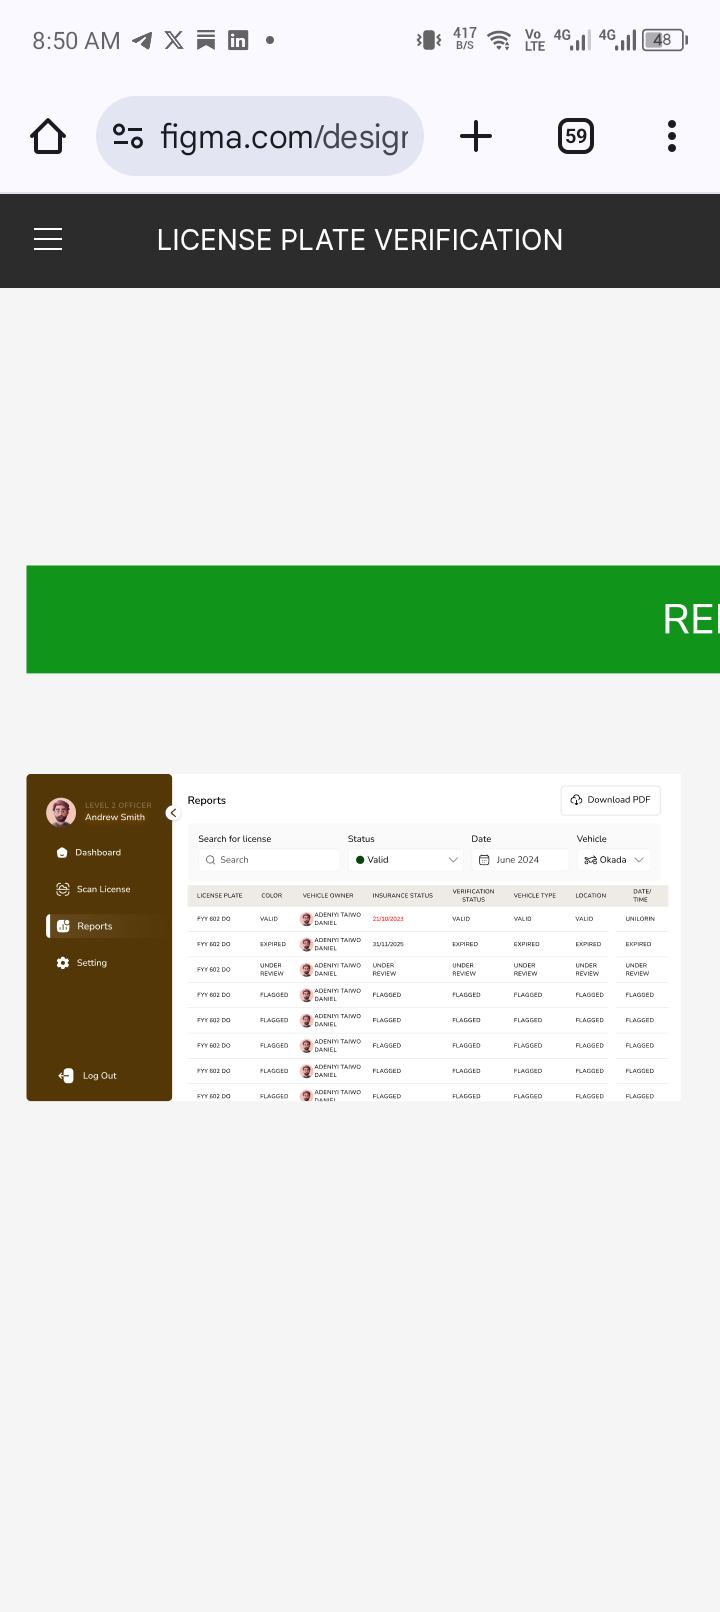 8:50 AM
417 B/S
Vo LTE
4G
4G
48
figma.com/design
59
LICENSE PLATE VERIFICATION
LEVEL 2 OFFICER
Andrew Smith
Dashboard
Scan License
Reports
Setting
Log Out
Reports
Download PDF
Search for license
Status
Date
Vehicle
Search
Valid
June 2024
Okada
LICENSE PLATE COLOR VEHICLE OWNER INSURANCE STATUS VERIFICATION STATUS VEHICLE TYPE LOCATION DATE/ TIME
FYY 602 DO VALID ADENIYI TAIWO DANIEL 21/10/2023 VALID VALID VALID UNILORIN
FYY 602 DO EXPIRED ADENIYI TAIWO DANIEL 31/11/2025 EXPIRED EXPIRED EXPIRED EXPIRED
FYY 602 DO UNDER REVIEW ADENIYI TAIWO DANIEL UNDER REVIEW UNDER REVIEW UNDER REVIEW UNDER REVIEW UNDER REVIEW
FYY 602 DO FLAGGED ADENIYI TAIWO DANIEL FLAGGED FLAGGED FLAGGED FLAGGED FLAGGED
FYY 602 DO FLAGGED ADENIYI TAIWO DANIEL FLAGGED FLAGGED FLAGGED FLAGGED FLAGGED
FYY 602 DO FLAGGED ADENIYI TAIWO DANIEL FLAGGED FLAGGED FLAGGED FLAGGED FLAGGED
FYY 602 DO FLAGGED ADENIYI TAIWO DANIEL FLAGGED FLAGGED FLAGGED FLAGGED FLAGGED
FYY 602 DO FLAGGED ADENIYI TAIWO DANIEL FLAGGED FLAGGED FLAGGED FLAGGED FLAGGED